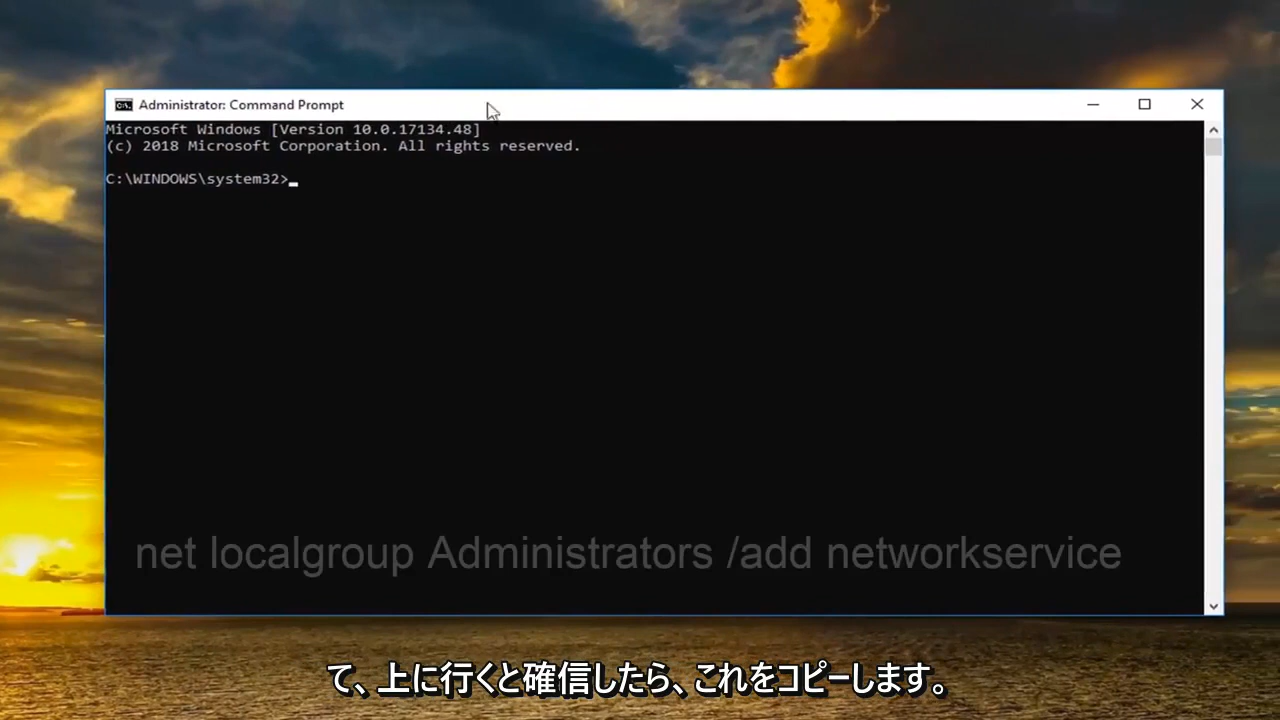 Administrator: Command Prompt
Microsoft Windows [Version 10.0.17134.48]
(c) 2018 Microsoft Corporation. All rights reserved.
C:\WINDOWS\system32>
net localgroup Administrators /add networkservice
て、上に行くと確信したら、これをコピーします。